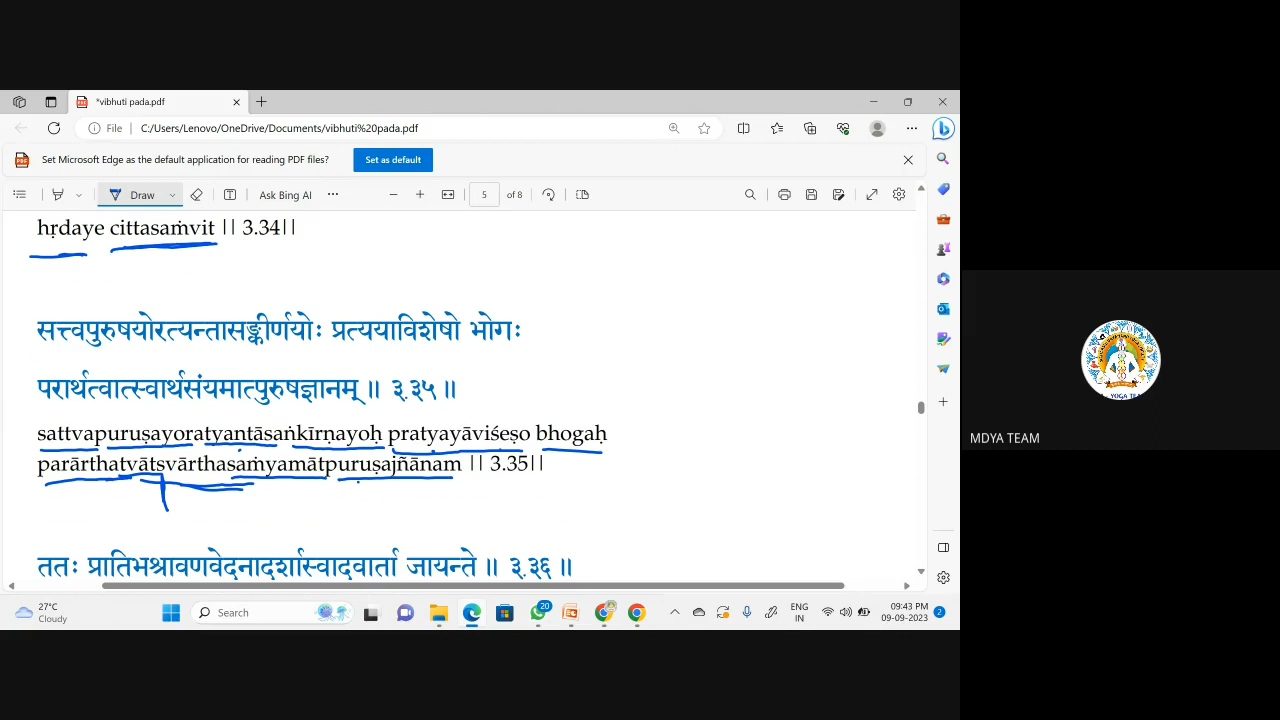 *vibhuti pada.pdf
File
C:/Users/Lenovo/OneDrive/Documents/vibhuti%20pada.pdf
Set Microsoft Edge as the default application for reading PDF files?
Set as default
Draw
Ask Bing AI
5 of 8
hṛdaye cittasaṁvit || 3.34||
सत्त्वपुरुषयोरत्यन्तासङ्कीर्णयोः प्रत्ययाविशेषो भोगः
परार्थत्वात्स्वार्थसंयमात्पुरुषज्ञानम् ॥ ३.३५ ॥
sattvapuruṣayoratyantāsaṅkīrṇayoḥ pratyayāviśeṣo bhogaḥ
parārthatvātsvārthasaṁyamātpuruṣajñānam || 3.35||
ततः प्रातिभश्रावणवेदनादर्शास्वादवार्ता जायन्ते ॥ ३.३६ ॥
MDYA TEAM
27°C
Cloudy
Search
20
ENG
IN
09:43 PM
09-09-2023
2